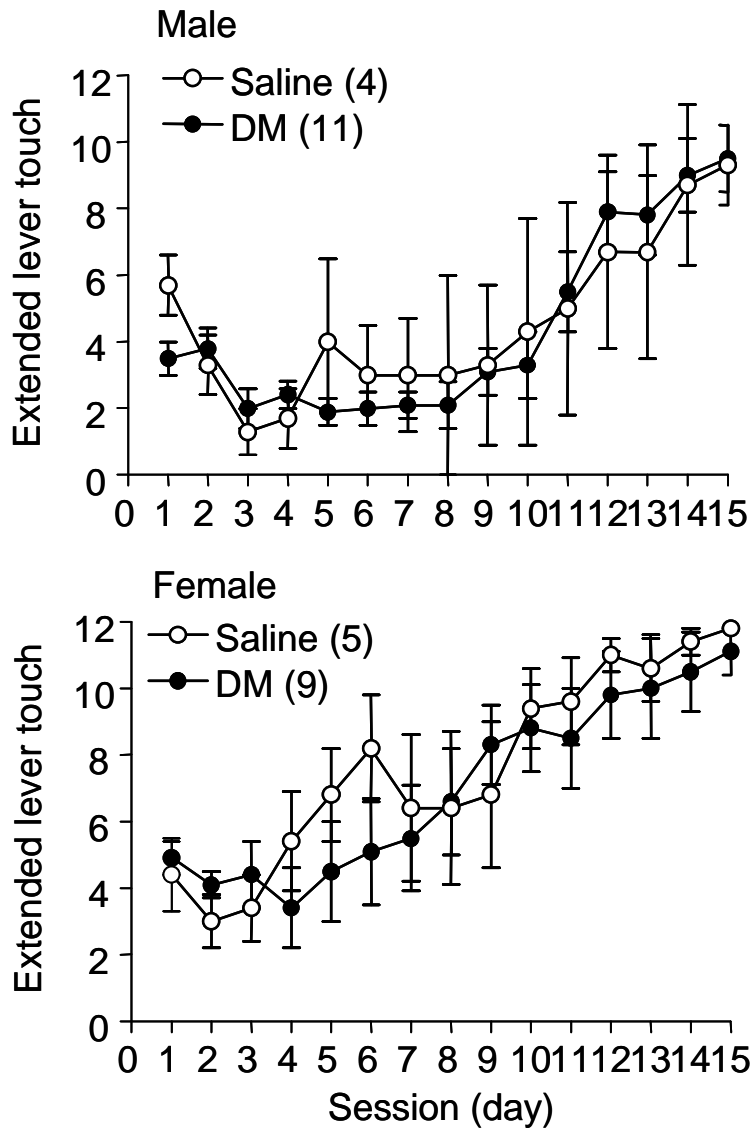 Male
Saline (4)
DM (11)
Extended lever touch
12
10
8
6
4
2
0
0 1 2 3 4 5 6 7 8 9 10 11 12 13 14 15
Female
Saline (5)
DM (9)
Extended lever touch
12
10
8
6
4
2
0
0 1 2 3 4 5 6 7 8 9 10 11 12 13 14 15
Session (day)